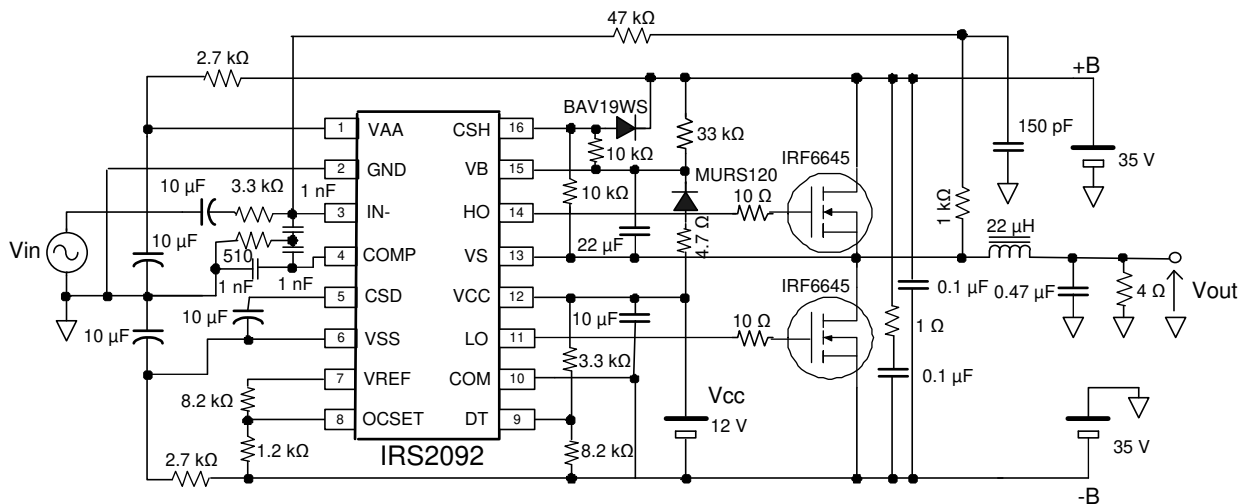 47 kΩ
2.7 kΩ
+B
BAV19WS
1 VAA CSH 16
33 kΩ
150 pF
IRF6645
35 V
10 kΩ
2 GND VB 15
MURS120
10 µF 3.3 kΩ 1 nF
10 kΩ
10 Ω
1 kΩ
3 IN- HO 14
22 µH
Vin
10 µF
510
22 µF
4.7 Ω
4 COMP VS 13
1 nF 1 nF
IRF6645
5 CSD VCC 12
0.1 µF
0.47 µF
4 Ω
Vout
10 µF
10 µF
10 µF
10 Ω
1 Ω
6 VSS LO 11
3.3 kΩ
0.1 µF
7 VREF COM 10
8.2 kΩ
Vcc
12 V
8 OCSET DT 9
35 V
1.2 kΩ
8.2 kΩ
2.7 kΩ
IRS2092
-B